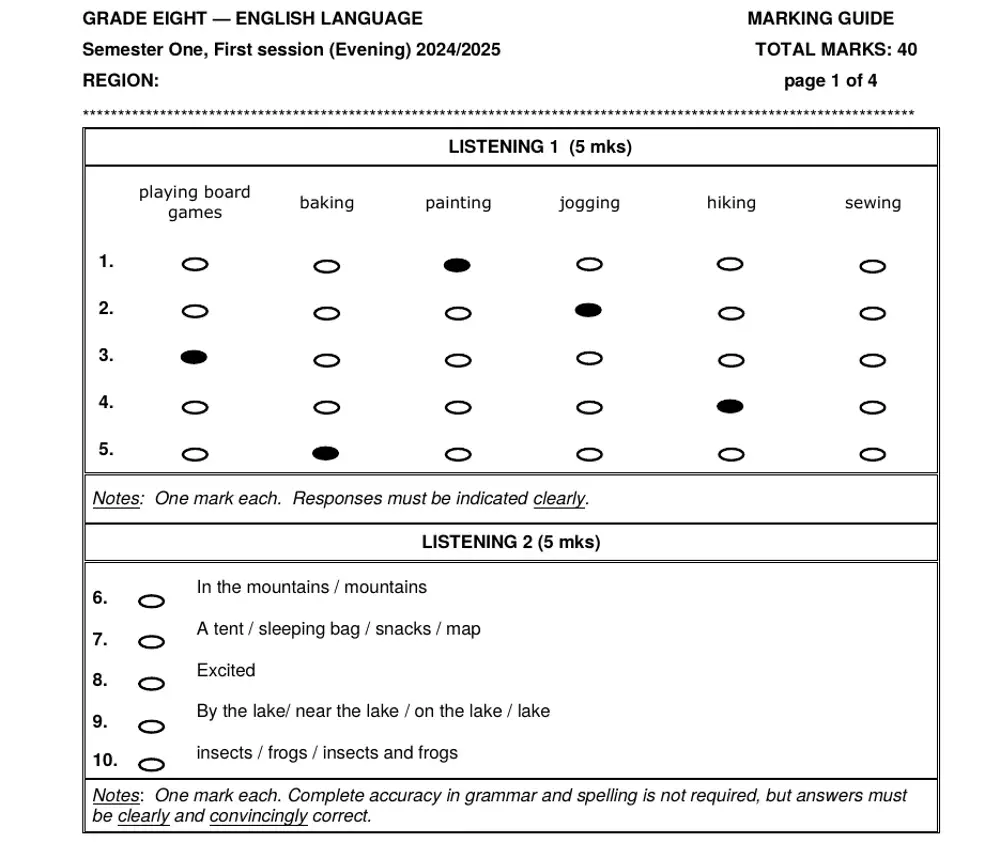 GRADE EIGHT — ENGLISH LANGUAGE MARKING GUIDE
Semester One, First session (Evening) 2024/2025 TOTAL MARKS: 40
REGION: page 1 of 4
************************************************************************************************************************
LISTENING 1 (5 mks)
playing board games baking painting jogging hiking sewing
1.
2.
3.
4.
5.
Notes: One mark each. Responses must be indicated clearly.
LISTENING 2 (5 mks)
6. In the mountains / mountains
7. A tent / sleeping bag / snacks / map
8. Excited
9. By the lake/ near the lake / on the lake / lake
10. insects / frogs / insects and frogs
Notes: One mark each. Complete accuracy in grammar and spelling is not required, but answers must
be clearly and convincingly correct.